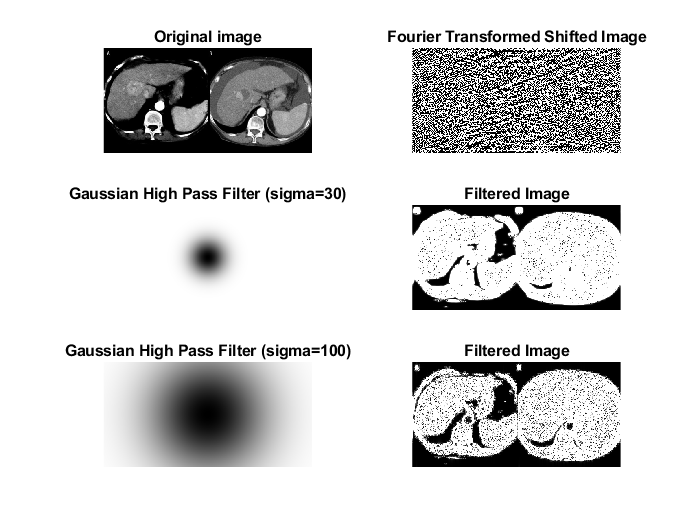 Original image
Fourier Transformed Shifted Image
Gaussian High Pass Filter (sigma=30)
Filtered Image
Gaussian High Pass Filter (sigma=100)
Filtered Image